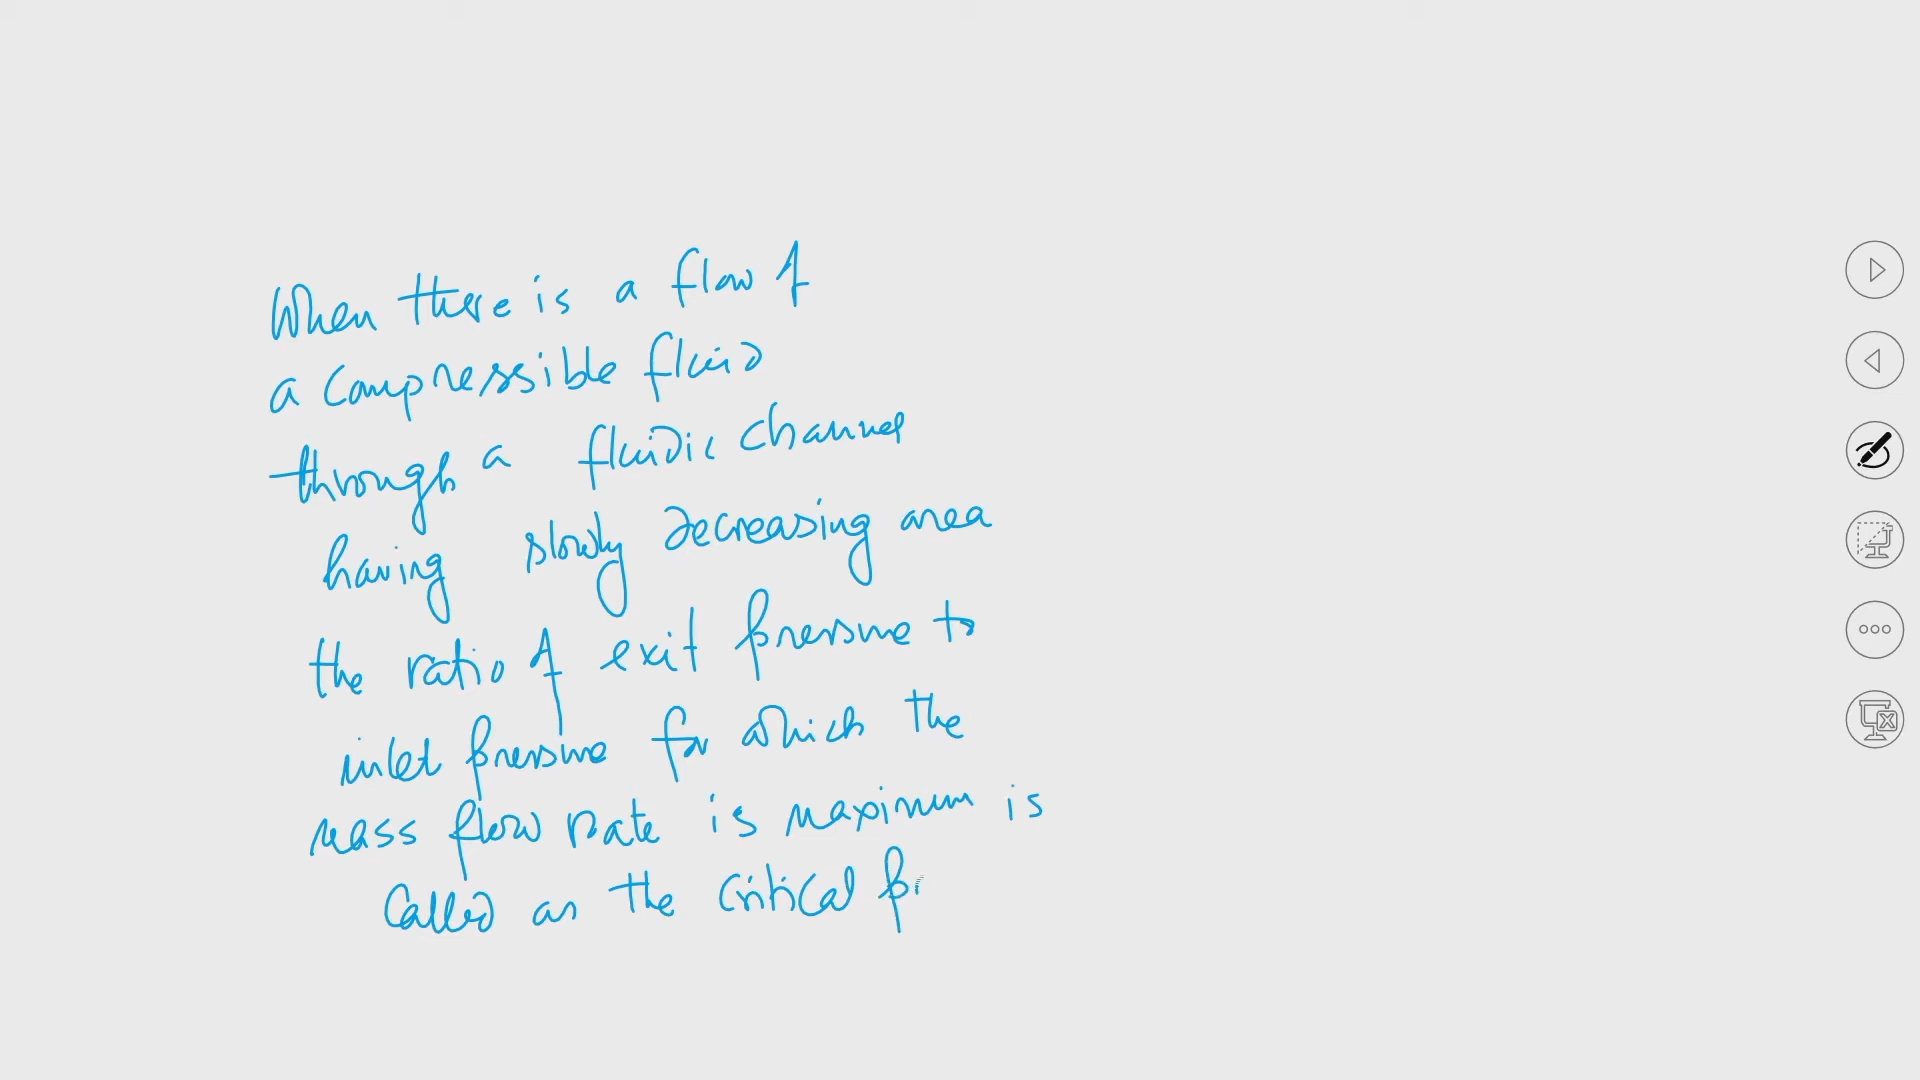 When there is a flow of
a compressible fluid
through a fluidic channel
having slowly decreasing area
the ratio of exit pressure to
inlet pressure for which the
mass flow rate is maximum is
called as the critical pr